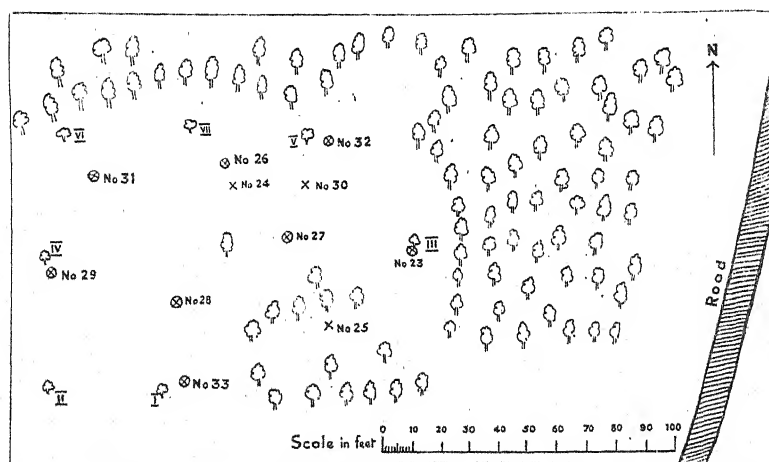 N
VI
VII
V
No 32
No 26
No 31
No 24
No 30
IV
No 27
III
No 23
No 29
No 28
No 25
Road
II
I
No 33
0 10 20 30 40 50 60 70 80 90 100
Scale in feet